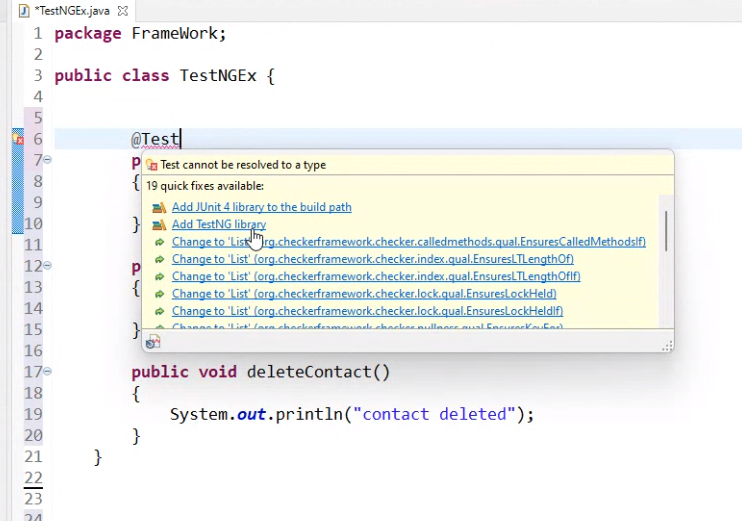 *TestNGEx.java
1 package FrameWork;
2
3 public class TestNGEx {
4
5
6 @Test
Test cannot be resolved to a type
7 p
19 quick fixes available:
8 {
Add JUnit 4 library to the build path
9
Add TestNG library
10 }
Change to 'List' (org.checkerframework.checker.calledmethods.qual.EnsuresCalledMethodsIf)
11
Change to 'List' (org.checkerframework.checker.index.qual.EnsuresLTLengthOf)
12 p
Change to 'List' (org.checkerframework.checker.index.qual.EnsuresLTLengthOfIf)
13 {
Change to 'List' (org.checkerframework.checker.lock.qual.EnsuresLockHeld)
14
Change to 'List' (org.checkerframework.checker.lock.qual.EnsuresLockHeldIf)
15 }
Change to 'List' (org.checkerframework.checker.nullness.qual.EnsuresKeyFor)
16
17 public void deleteContact()
18 {
19 System.out.println("contact deleted");
20 }
21 }
22
23
24